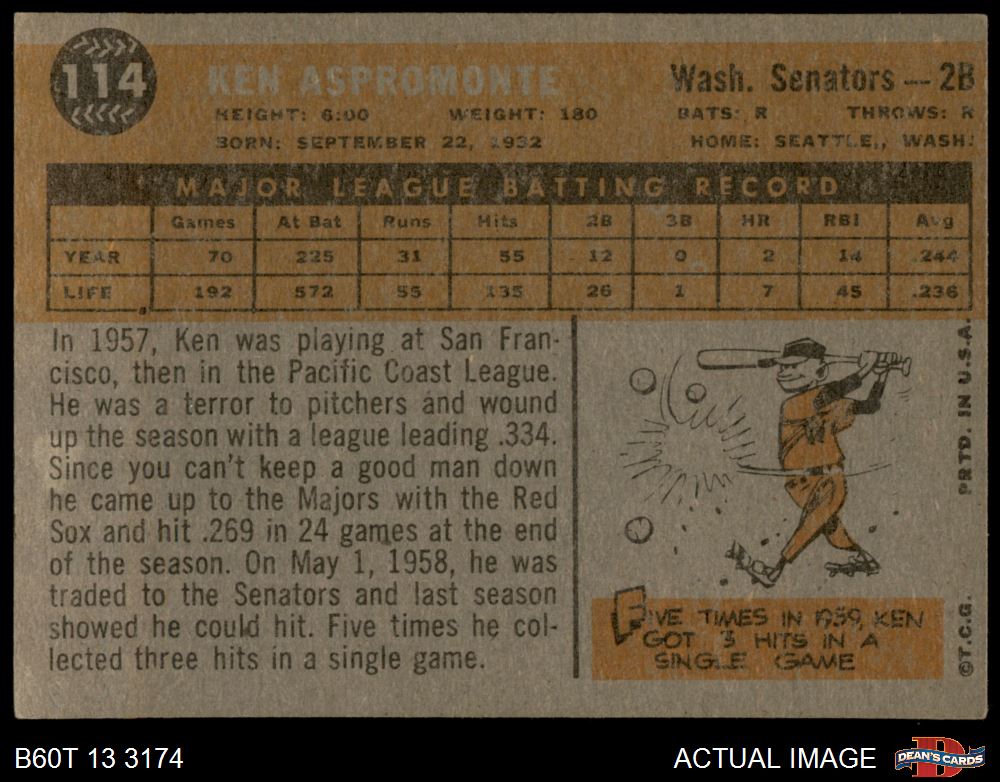 114
KEN ASPROMONTE
Wash. Senators — 2B
HEIGHT: 6:00 WEIGHT: 180 BATS: R THROWS: R
BORN: SEPTEMBER 22, 1932 HOME: SEATTLE,, WASH.
MAJOR LEAGUE BATTING RECORD
Games At Bat Runs Hits 2B 3B HR RBI Avg
YEAR 70 225 31 55 12 0 2 14 .244
LIFE 192 572 55 135 26 1 7 45 .236
In 1957, Ken was playing at San Fran-
cisco, then in the Pacific Coast League.
He was a terror to pitchers and wound
up the season with a league leading .334.
Since you can't keep a good man down
he came up to the Majors with the Red
Sox and hit .269 in 24 games at the end
of the season. On May 1, 1958, he was
traded to the Senators and last season
showed he could hit. Five times he col-
lected three hits in a single game.
W
FIVE TIMES IN 1959, KEN
GOT 3 HITS IN A
SINGLE GAME
©T.C.G. PRTD. IN U.S.A.
B60T 13 3174
ACTUAL IMAGE
D
DEAN'S CARDS